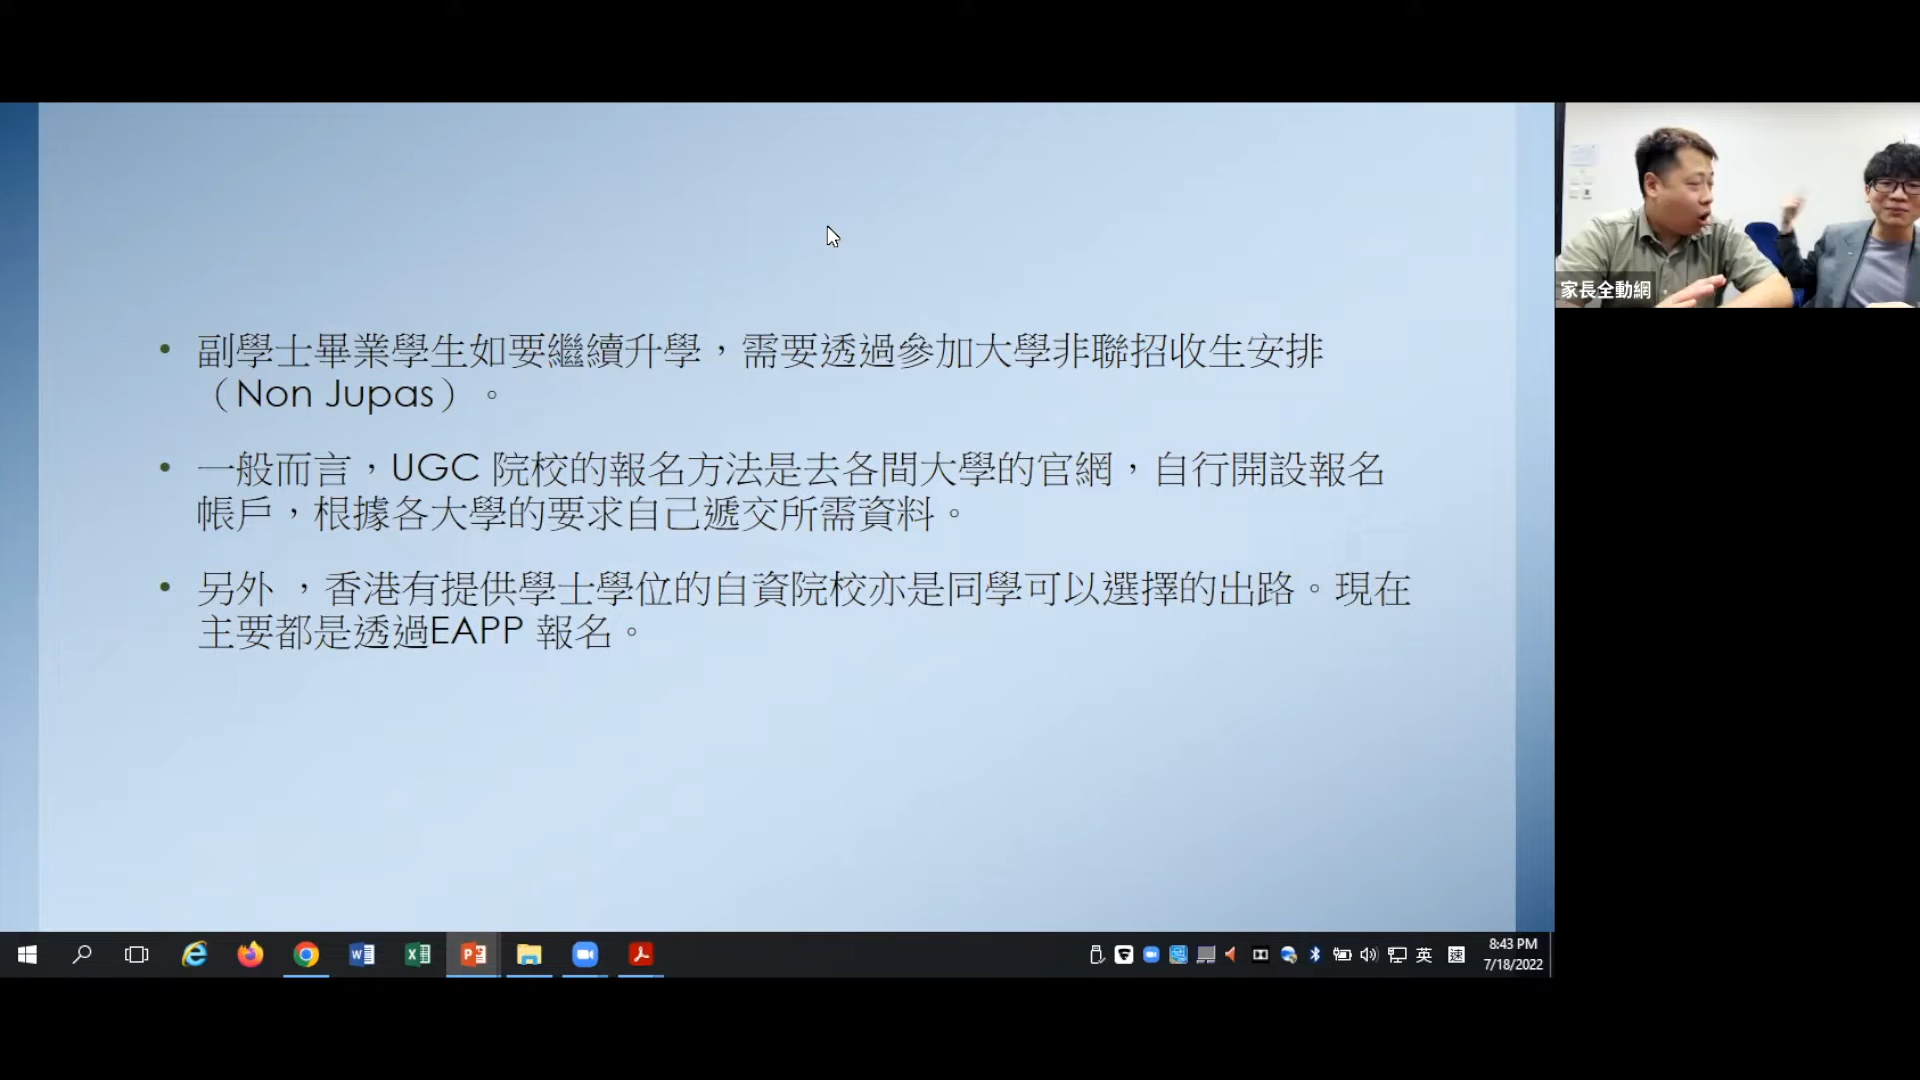 副學士畢業學生如要繼續升學，需要透過參加大學非聯招收生安排
（Non Jupas）。
一般而言，UGC 院校的報名方法是去各間大學的官網，自行開設報名
帳戶，根據各大學的要求自己遞交所需資料。
另外 ，香港有提供學士學位的自資院校亦是同學可以選擇的出路。現在
主要都是透過EAPP 報名。
家長全動網
英
速
8:43 PM
7/18/2022